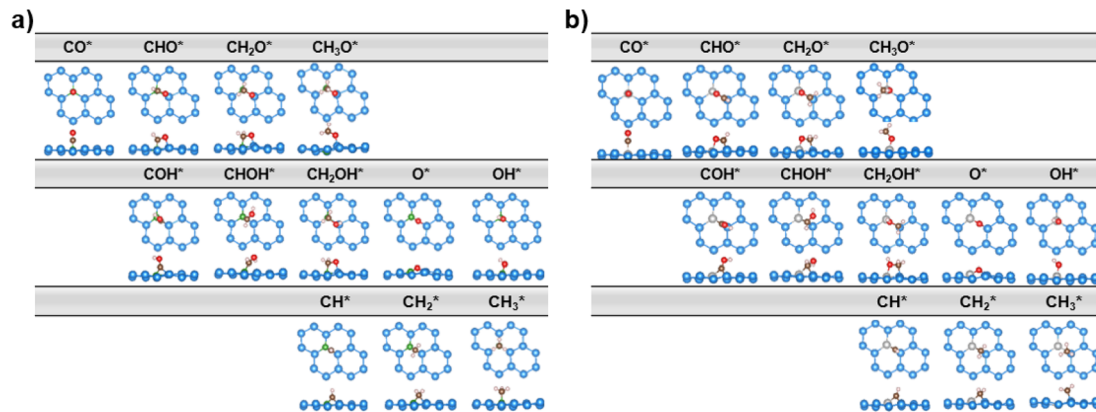 a)
CO* CHO* CH₂O* CH₃O*
COH* CHOH* CH₂OH* O* OH*
CH* CH₂* CH₃*
b)
CO* CHO* CH₂O* CH₃O*
COH* CHOH* CH₂OH* O* OH*
CH* CH₂* CH₃*